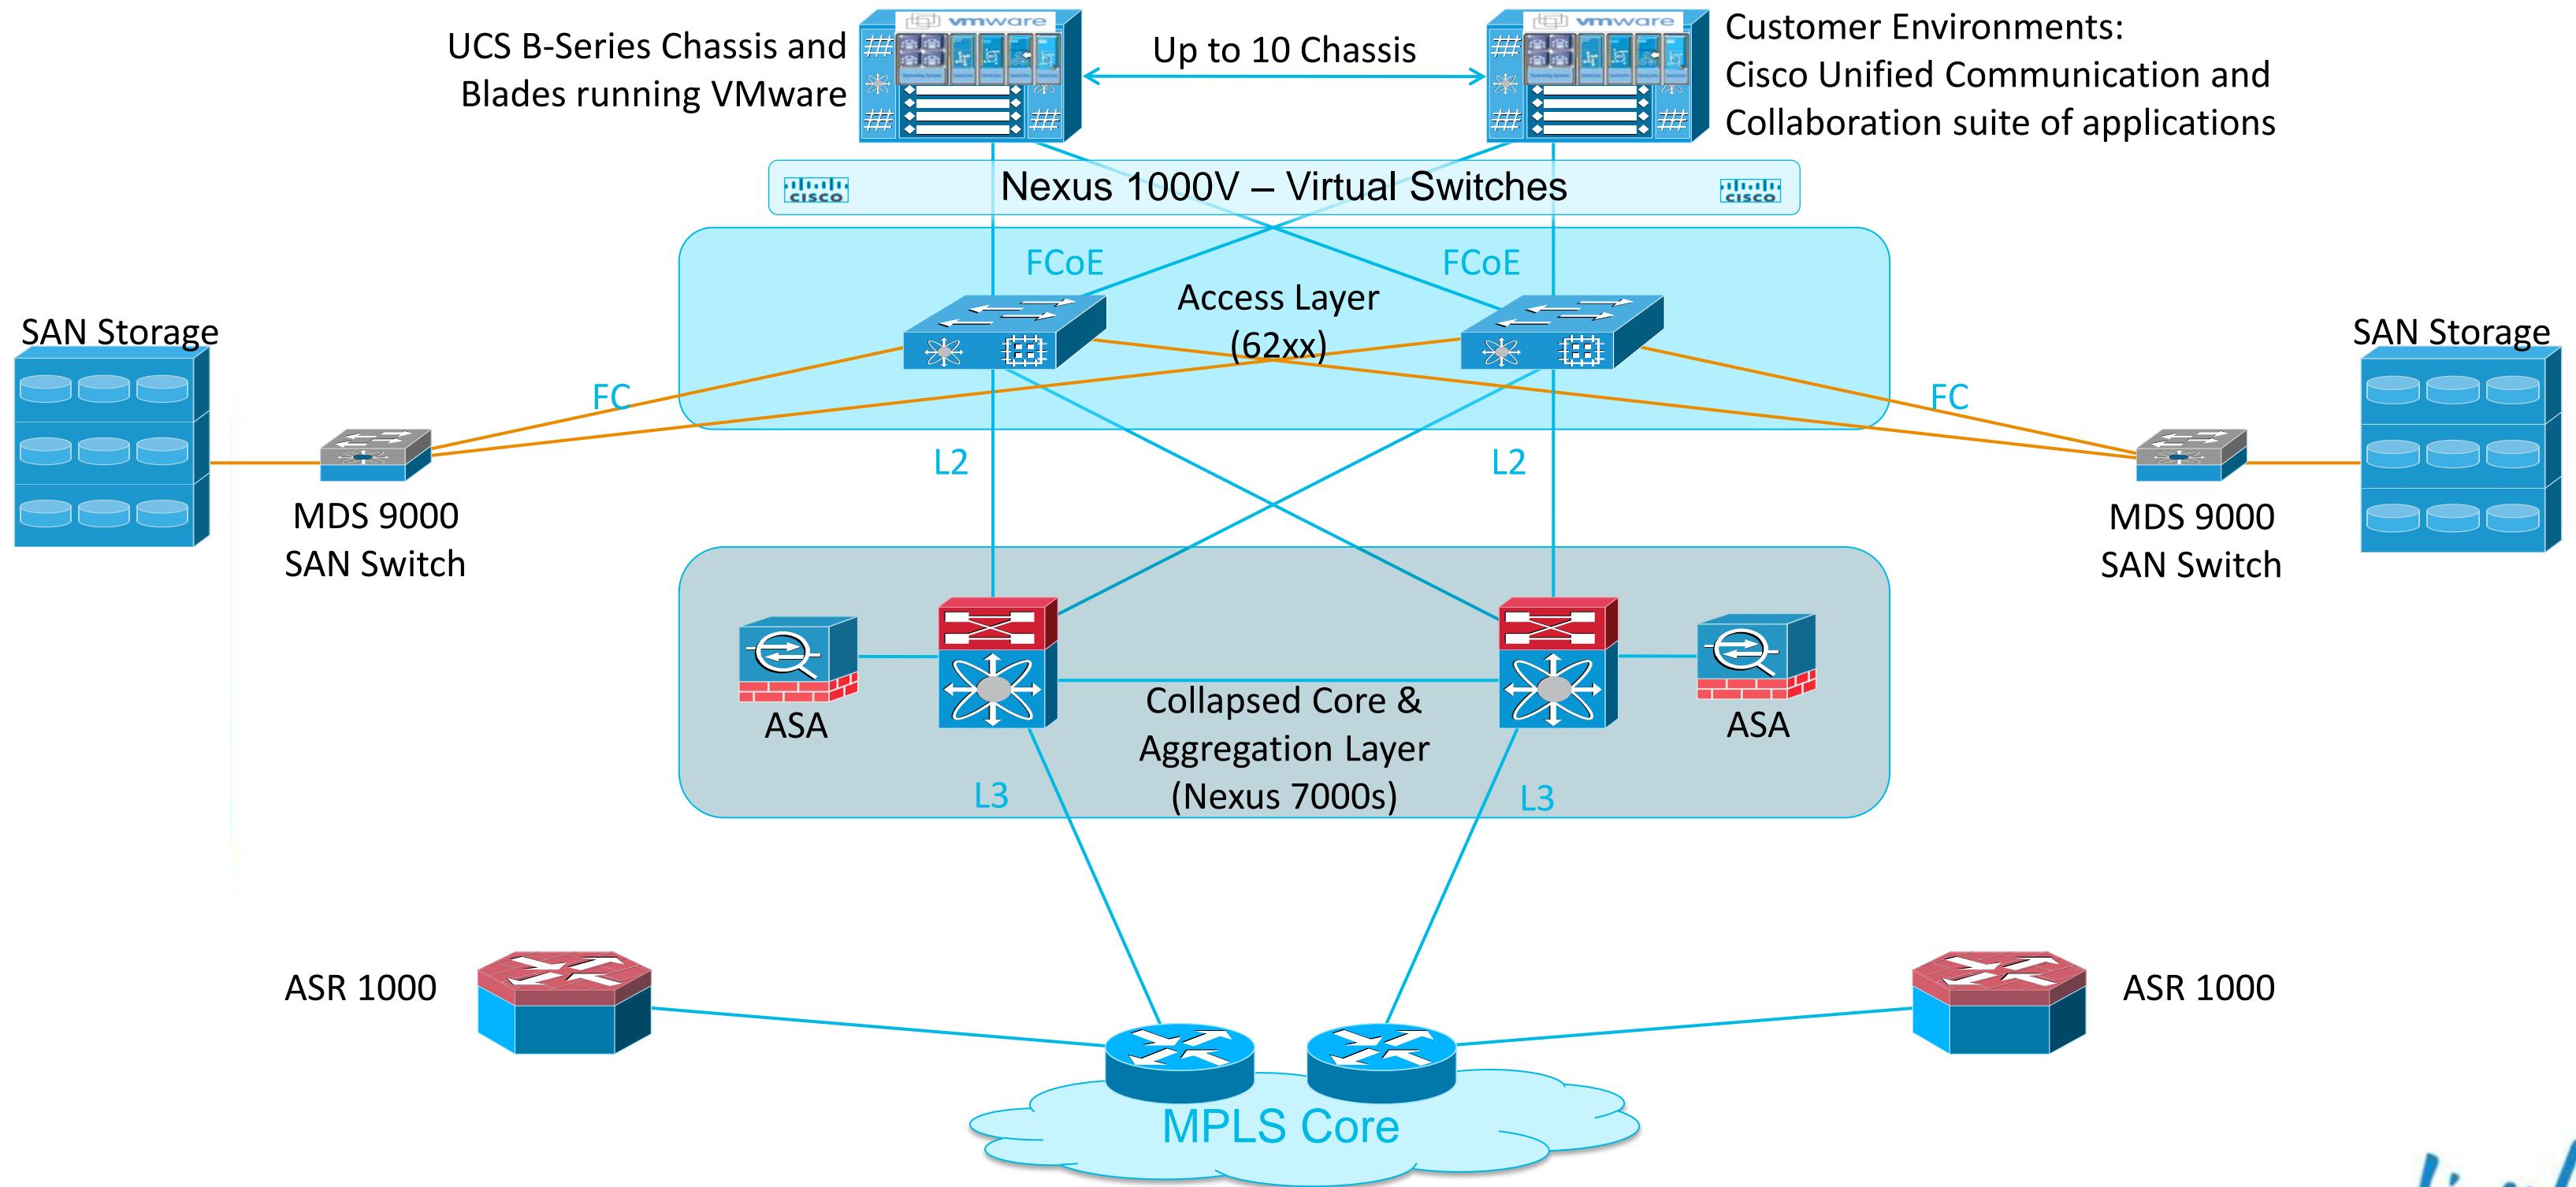 vmware
vmware
UCS B-Series Chassis and
Blades running VMware
Up to 10 Chassis
Customer Environments:
Cisco Unified Communication and
Collaboration suite of applications
CISCO
Nexus 1000V – Virtual Switches
CISCO
FCoE
FCoE
Access Layer
(62xx)
SAN Storage
SAN Storage
FC
FC
L2
L2
MDS 9000
SAN Switch
MDS 9000
SAN Switch
ASA
ASA
Collapsed Core &
Aggregation Layer
(Nexus 7000s)
L3
L3
ASR 1000
ASR 1000
MPLS Core